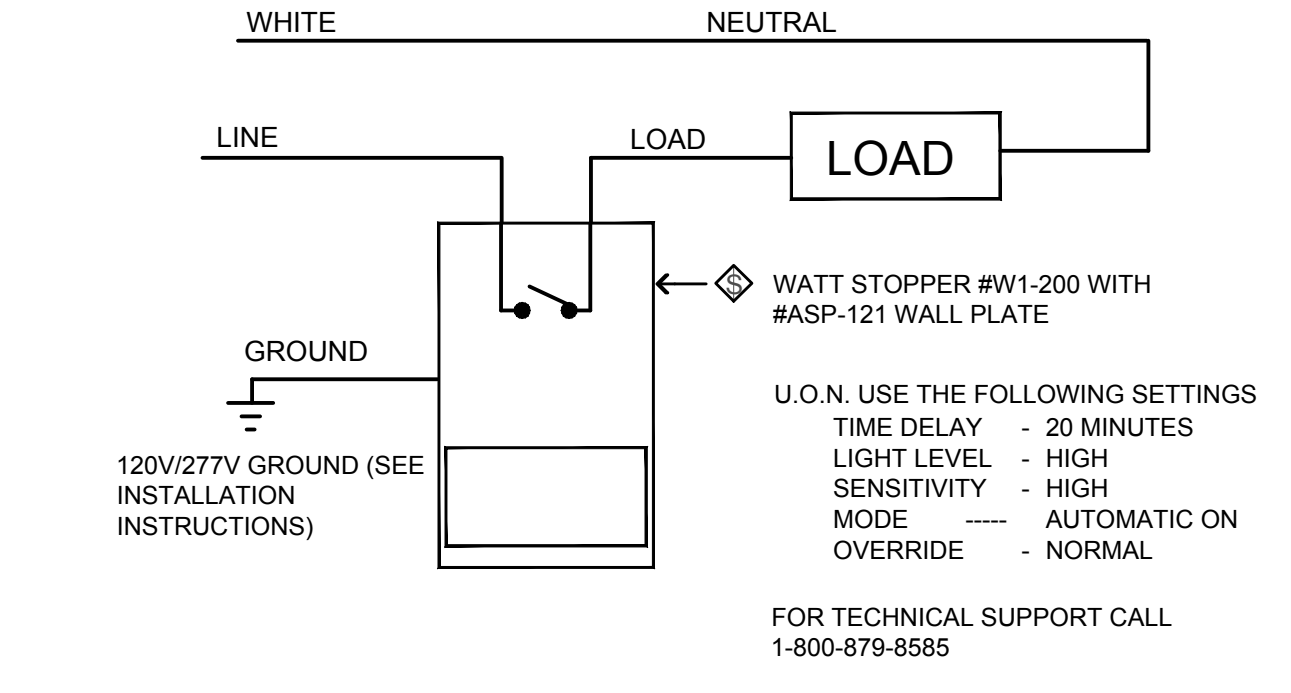 WHITE NEUTRAL
LINE LOAD LOAD
$ WATT STOPPER #W1-200 WITH
#ASP-121 WALL PLATE
GROUND
120V/277V GROUND (SEE
INSTALLATION
INSTRUCTIONS)
U.O.N. USE THE FOLLOWING SETTINGS
TIME DELAY - 20 MINUTES
LIGHT LEVEL - HIGH
SENSITIVITY - HIGH
MODE ----- AUTOMATIC ON
OVERRIDE - NORMAL
FOR TECHNICAL SUPPORT CALL
1-800-879-8585